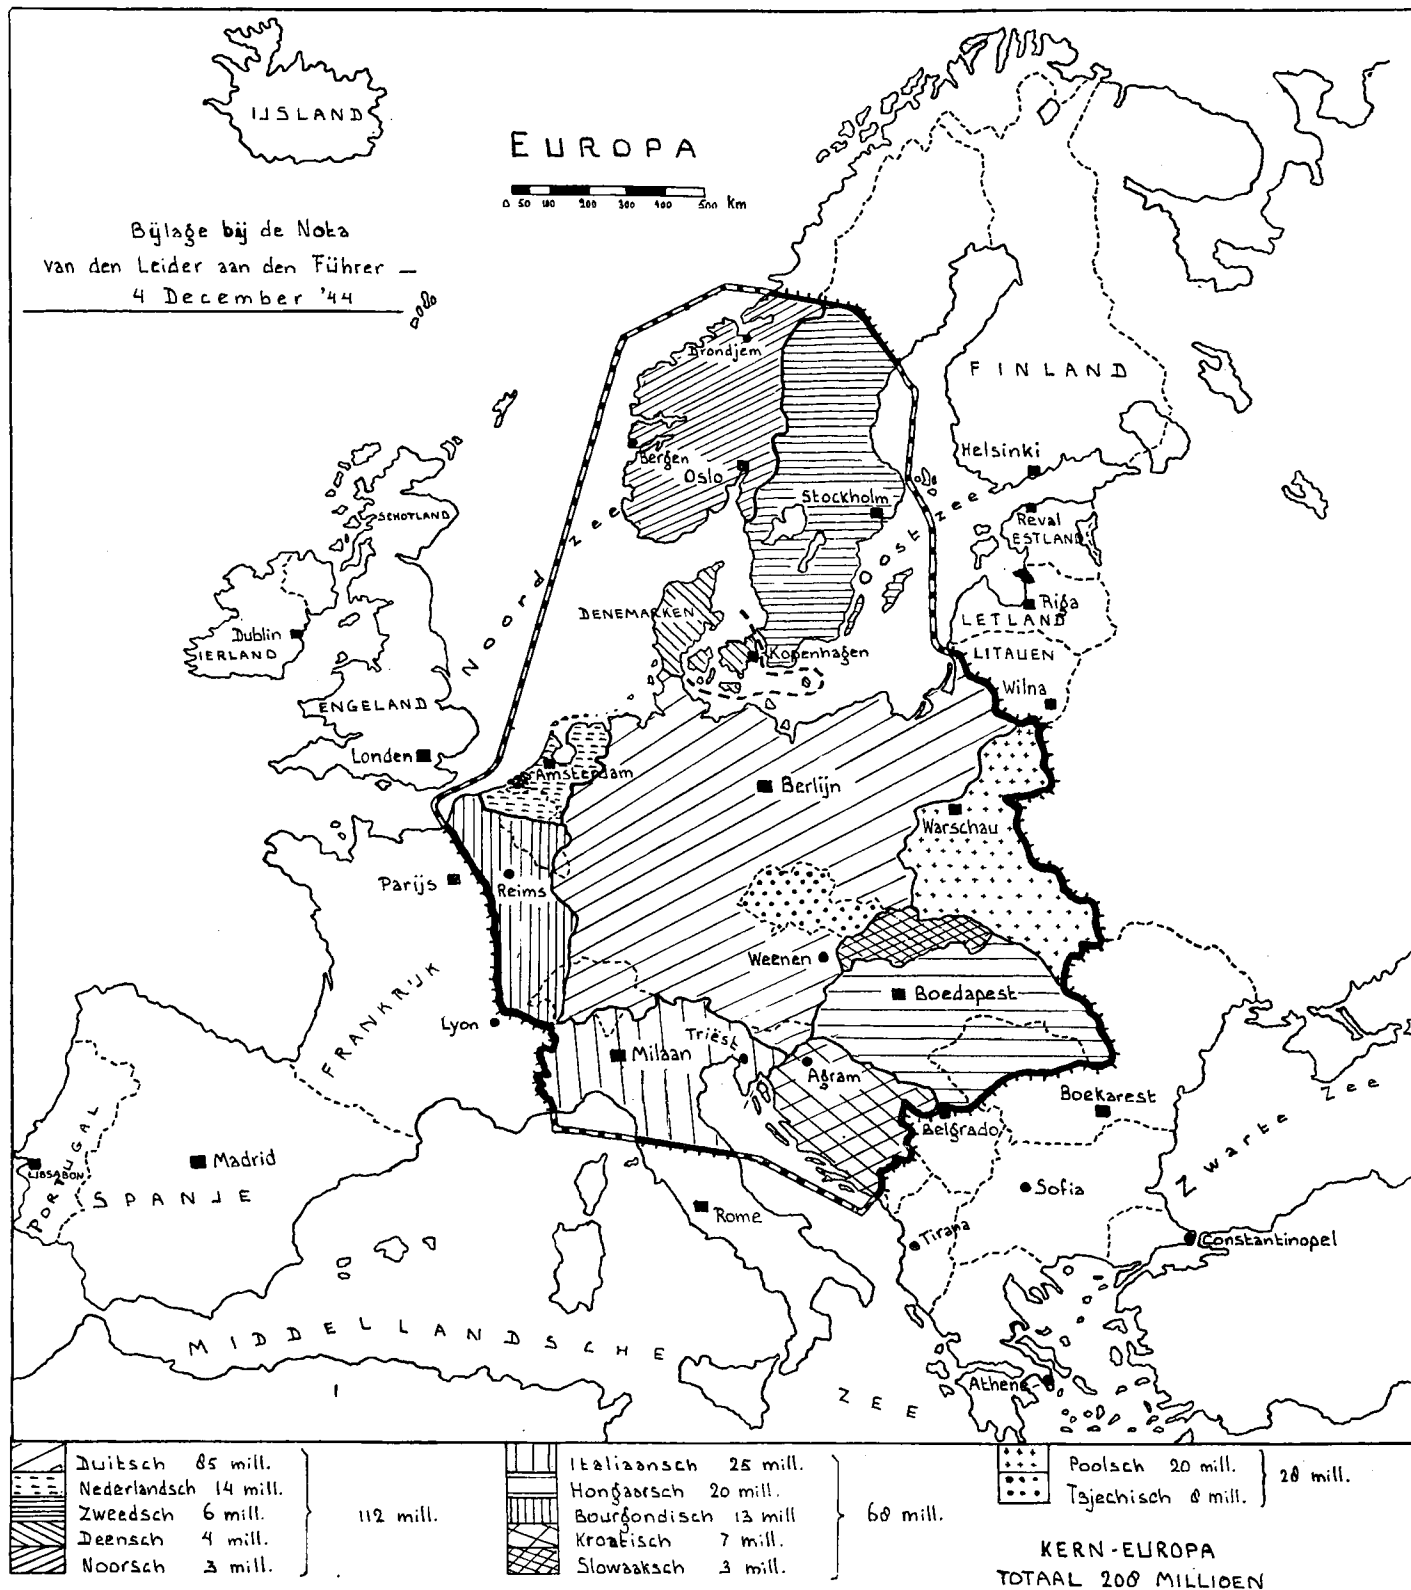 IJSLAND
EUROPA
0 50 100 200 300 400 500 Km
Bijlage bij de Nota
van den Leider aan den Führer —
4 December '44
Drondjem
FINLAND
Bergen
Oslo
Helsinki
Stockholm
SCHOTLAND
Noord zee
Oostzee
Reval
ESTLAND
DENEMARKEN
Riga
LETLAND
Dublin
IERLAND
Kopenhagen
LITAUEN
Wilna
ENGELAND
Londen
Amsterdam
Berlijn
Warschau
Parijs
Reims
Weenen
FRANKRIJK
Boedapest
Lyon
Milaan
Triëst
Agram
Boekarest
Belgrado
Zwarte Zee
PORTUGAL
LIBSABON
Madrid
SPANJE
Rome
Sofia
Tirana
Constantinopel
MIDDELLANDSCHE
ZEE
Athene
Duitsch 85 mill.
Nederlandsch 14 mill.
Zweedsch 6 mill.
Deensch 4 mill.
Noorsch 3 mill.
112 mill.
Italiaansch 25 mill.
Hongaarsch 20 mill.
Bourgondisch 13 mill
Kroatisch 7 mill.
Slowaaksch 3 mill.
68 mill.
Poolsch 20 mill.
Tsjechisch 8 mill.
28 mill.
KERN-EUROPA
TOTAAL 208 MILLIOEN